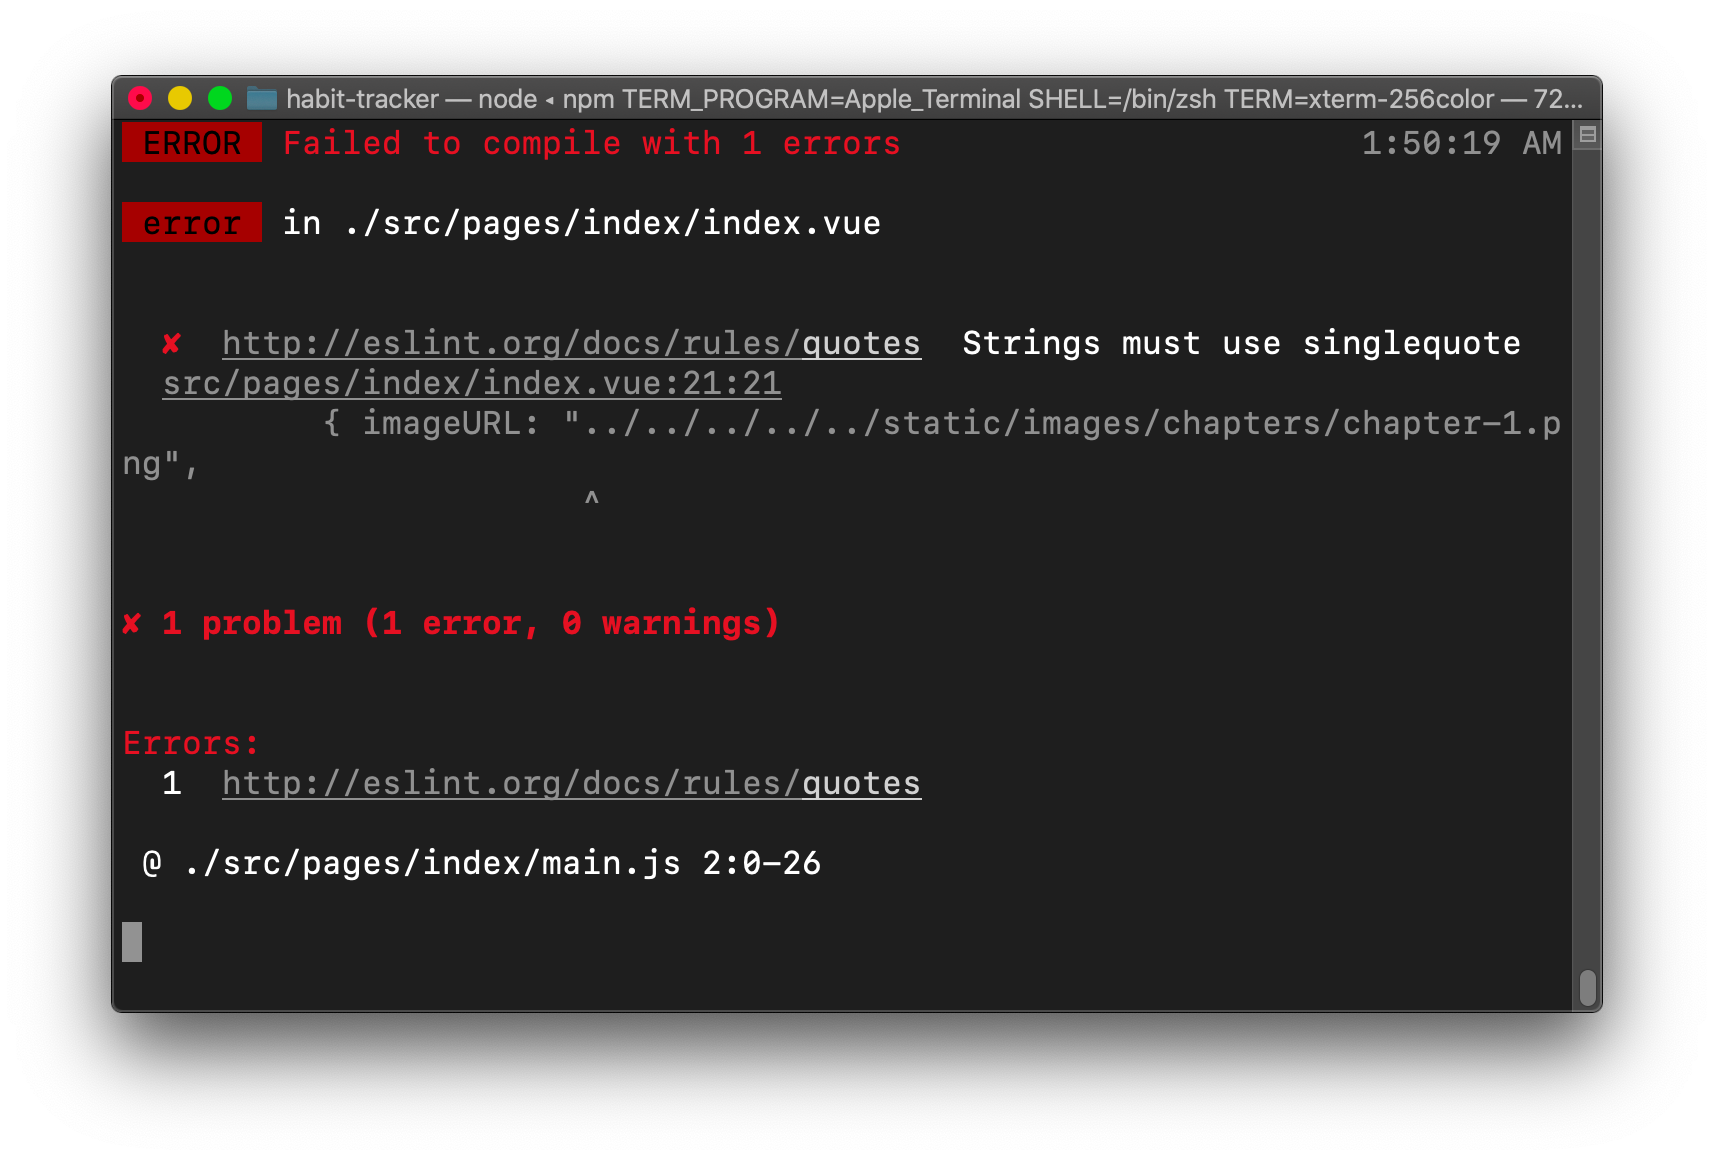 habit-tracker — node ◂ npm TERM_PROGRAM=Apple_Terminal SHELL=/bin/zsh TERM=xterm-256color — 72...
ERROR Failed to compile with 1 errors 1:50:19 AM
error in ./src/pages/index/index.vue
✘ http://eslint.org/docs/rules/quotes Strings must use singlequote
src/pages/index/index.vue:21:21
{ imageURL: "../../../../../static/images/chapters/chapter-1.p
ng",
^
✘ 1 problem (1 error, 0 warnings)
Errors:
1 http://eslint.org/docs/rules/quotes
@ ./src/pages/index/main.js 2:0-26